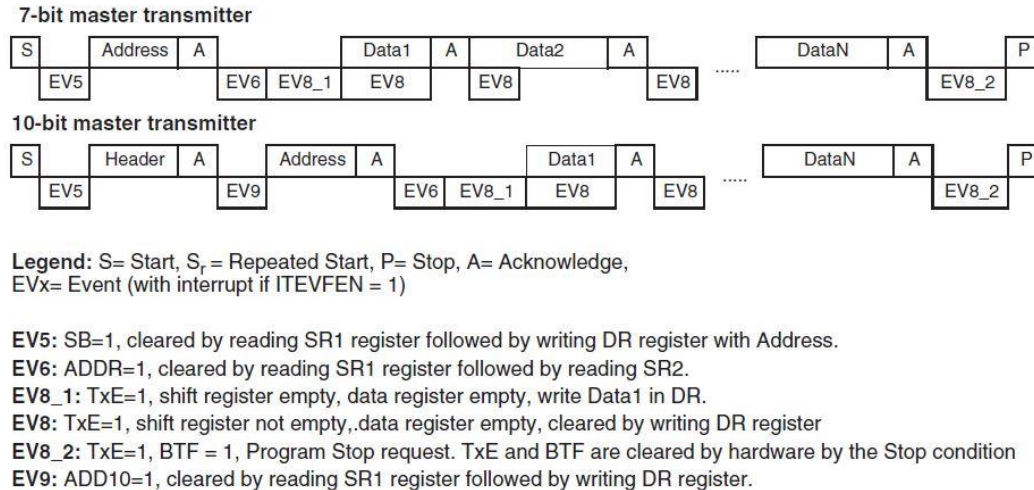 7-bit master transmitter
S Address A Data1 A Data2 A ..... DataN A P
EV5 EV6 EV8_1 EV8 EV8 EV8 EV8_2
10-bit master transmitter
S Header A Address A Data1 A ..... DataN A P
EV5 EV9 EV6 EV8_1 EV8 EV8 EV8_2
Legend: S= Start, Sr = Repeated Start, P= Stop, A= Acknowledge,
EVx= Event (with interrupt if ITEVFEN = 1)
EV5: SB=1, cleared by reading SR1 register followed by writing DR register with Address.
EV6: ADDR=1, cleared by reading SR1 register followed by reading SR2.
EV8_1: TxE=1, shift register empty, data register empty, write Data1 in DR.
EV8: TxE=1, shift register not empty,.data register empty, cleared by writing DR register
EV8_2: TxE=1, BTF = 1, Program Stop request. TxE and BTF are cleared by hardware by the Stop condition
EV9: ADD10=1, cleared by reading SR1 register followed by writing DR register.